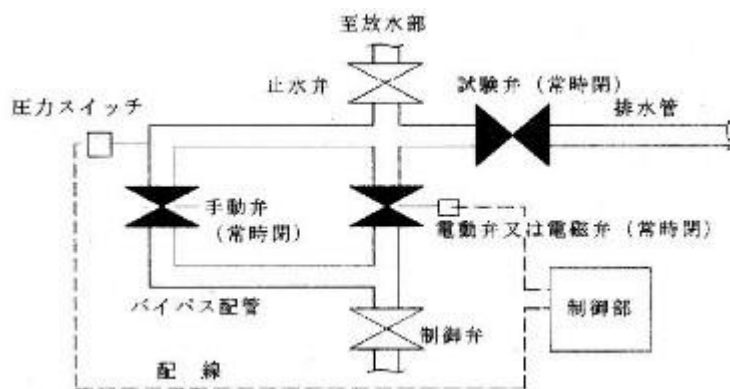 至放水部
止水弁
試験弁（常時閉）
圧力スイッチ
排水管
手動弁
（常時閉）
電動弁又は電磁弁（常時閉）
バイパス配管
制御弁
制御部
配 線